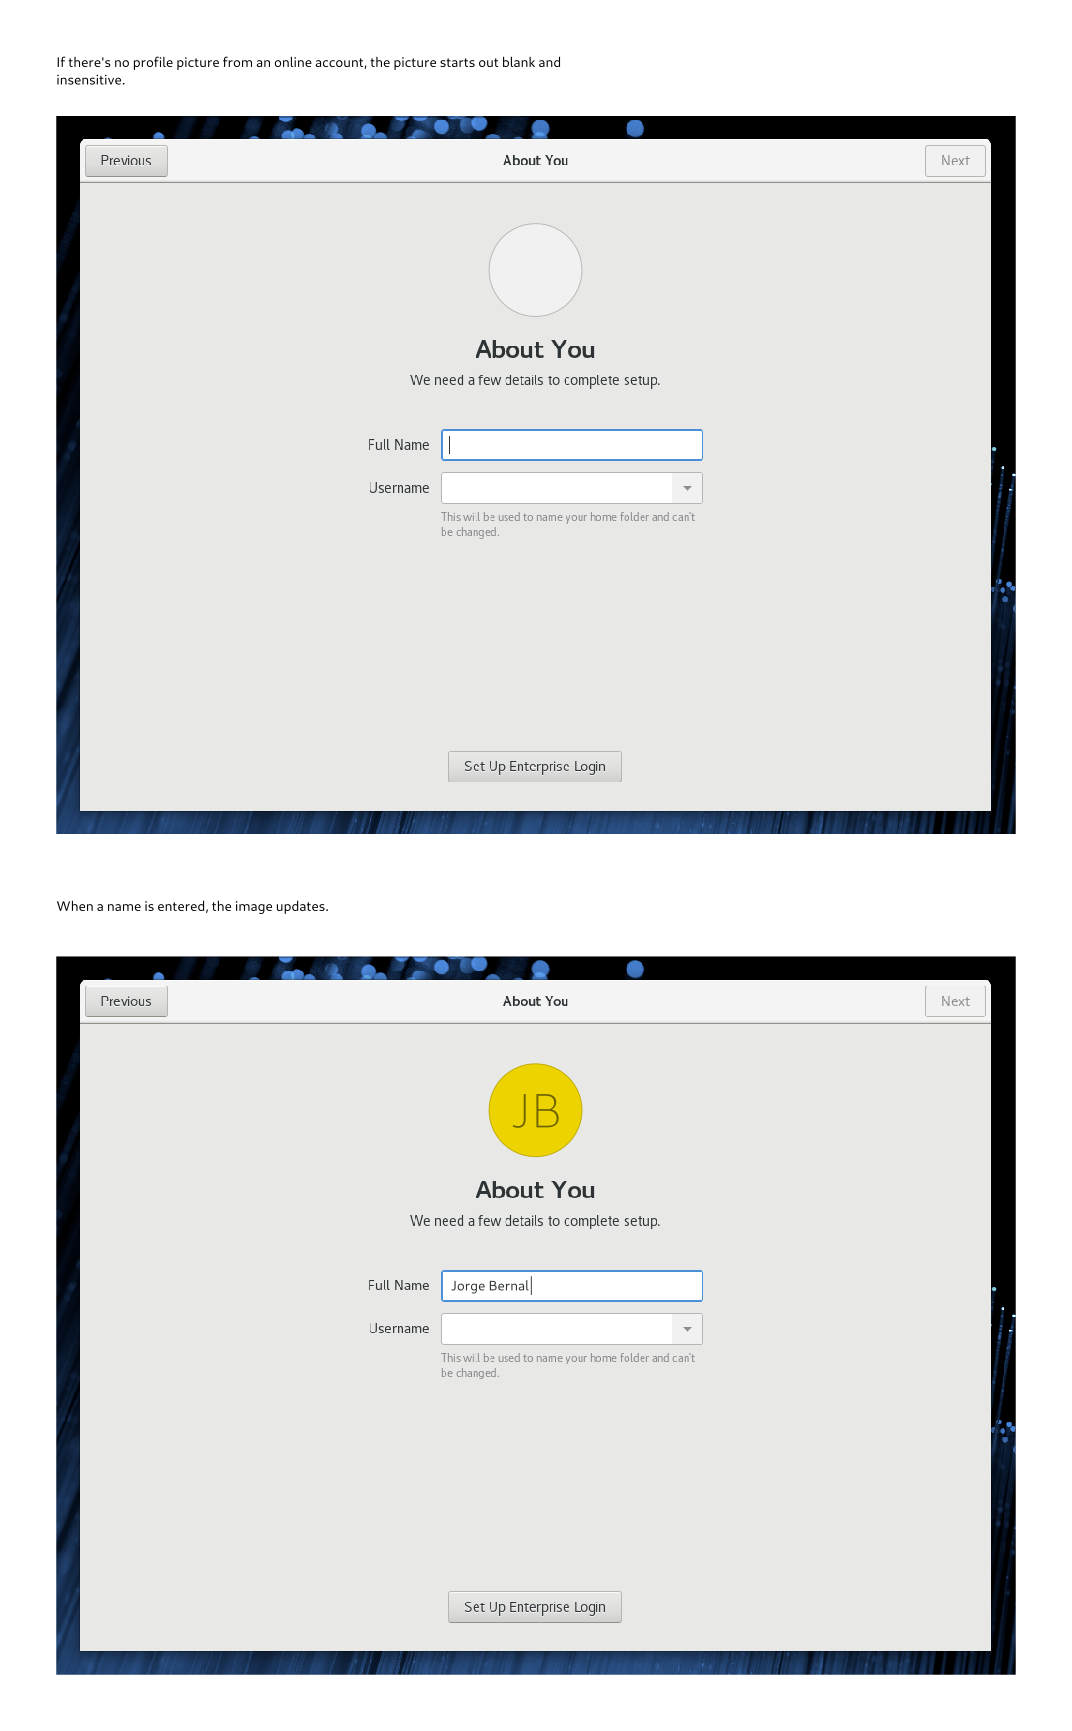 If there's no profile picture from an online account, the picture starts out blank and
insensitive.
Previous
About You
Next
About You
We need a few details to complete setup.
Full Name
Username
This will be used to name your home folder and can't
be changed.
Set Up Enterprise Login
When a name is entered, the image updates.
Previous
About You
Next
JB
About You
We need a few details to complete setup.
Full Name
Jorge Bernal
Username
This will be used to name your home folder and can't
be changed.
Set Up Enterprise Login